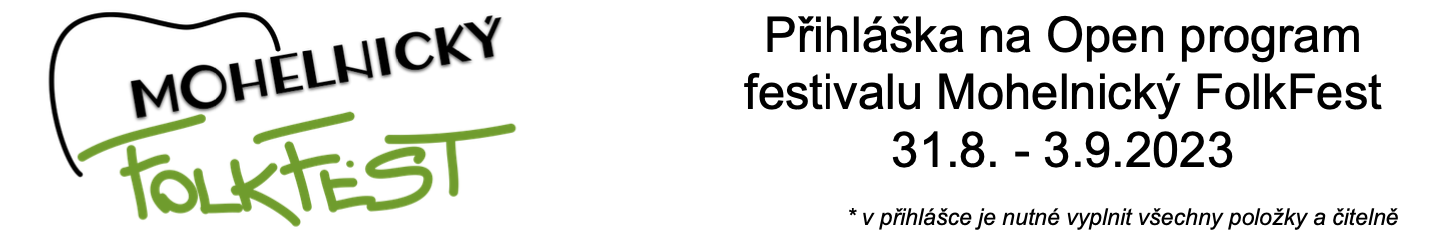 MOHELNICKÝ
FOLKFEST
Přihláška na Open program
festivalu Mohelnický FolkFest
31.8. - 3.9.2023
* v přihlášce je nutné vyplnit všechny položky a čitelně